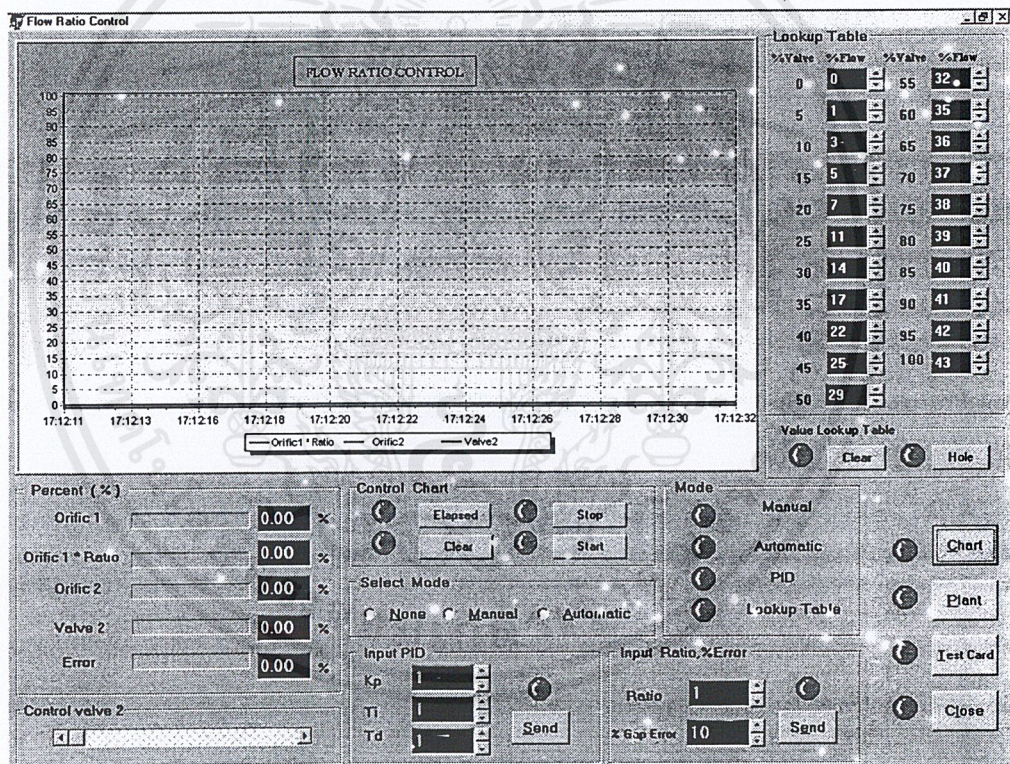 Flow Ratio Control
FLOW RATIO CONTROL
100
95
90
85
80
75
70
65
60
55
50
45
40
35
30
25
20
15
10
5
0
17:12:11 17:12:13 17:12:16 17:12:18 17:12:20 17:12:22 17:12:24 17:12:26 17:12:28 17:12:30 17:12:32
Orific1 * Ratio Orific2 Valve2
Lookup Table
%Valve %Flow %Valve %Flow
0 0 55 32
5 1 60 35
10 3 65 36
15 5 70 37
20 7 75 38
25 11 80 39
30 14 85 40
35 17 90 41
40 22 95 42
45 25 100 43
50 29
Value Lookup Table
Clear Hole
Percent (%)
Orific 1 0.00 %
Orific 1 * Ratio 0.00 %
Orific 2 0.00 %
Valve 2 0.00 %
Error 0.00 %
Control valve 2
Control Chart
Elapsed Stop
Clear Start
Select Mode
None Manual Automatic
Input PID
Kp 1
Ti 1
Td 1
Send
Mode
Manual
Automatic
PID
Lookup Table
Input Ratio,%Error
Ratio 1
% Gap Error 10
Send
Chart
Plant
Test Card
Close